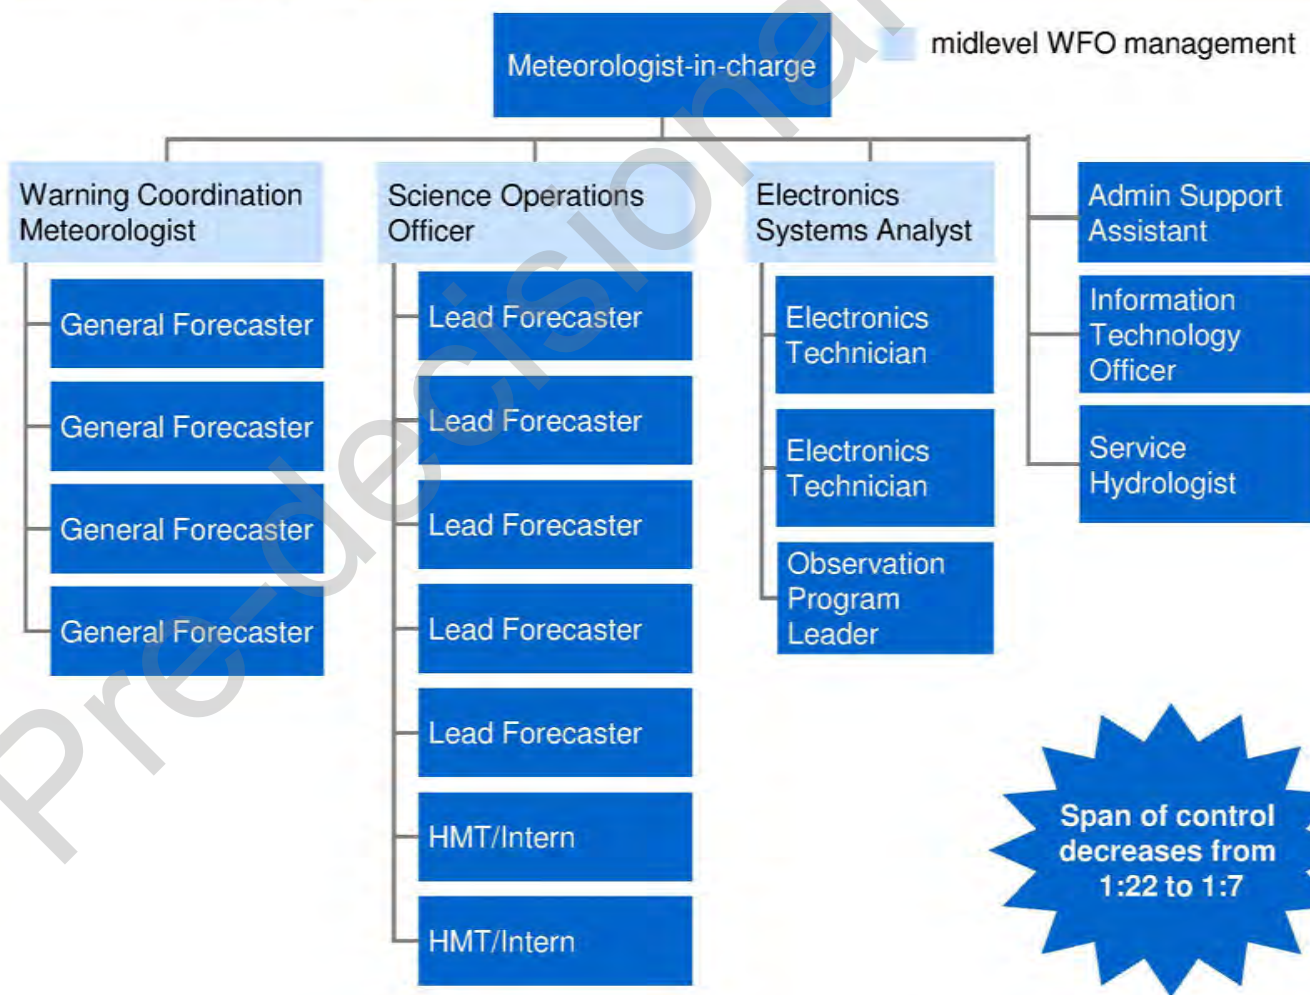 Meteorologist-in-charge
midlevel WFO management
Warning Coordination
Meteorologist
General Forecaster
General Forecaster
General Forecaster
General Forecaster
Science Operations
Officer
Lead Forecaster
Lead Forecaster
Lead Forecaster
Lead Forecaster
Lead Forecaster
HMT/Intern
HMT/Intern
Electronics
Systems Analyst
Electronics
Technician
Electronics
Technician
Observation
Program
Leader
Admin Support
Assistant
Information
Technology
Officer
Service
Hydrologist
Span of control
decreases from
1:22 to 1:7
Pre-decisional